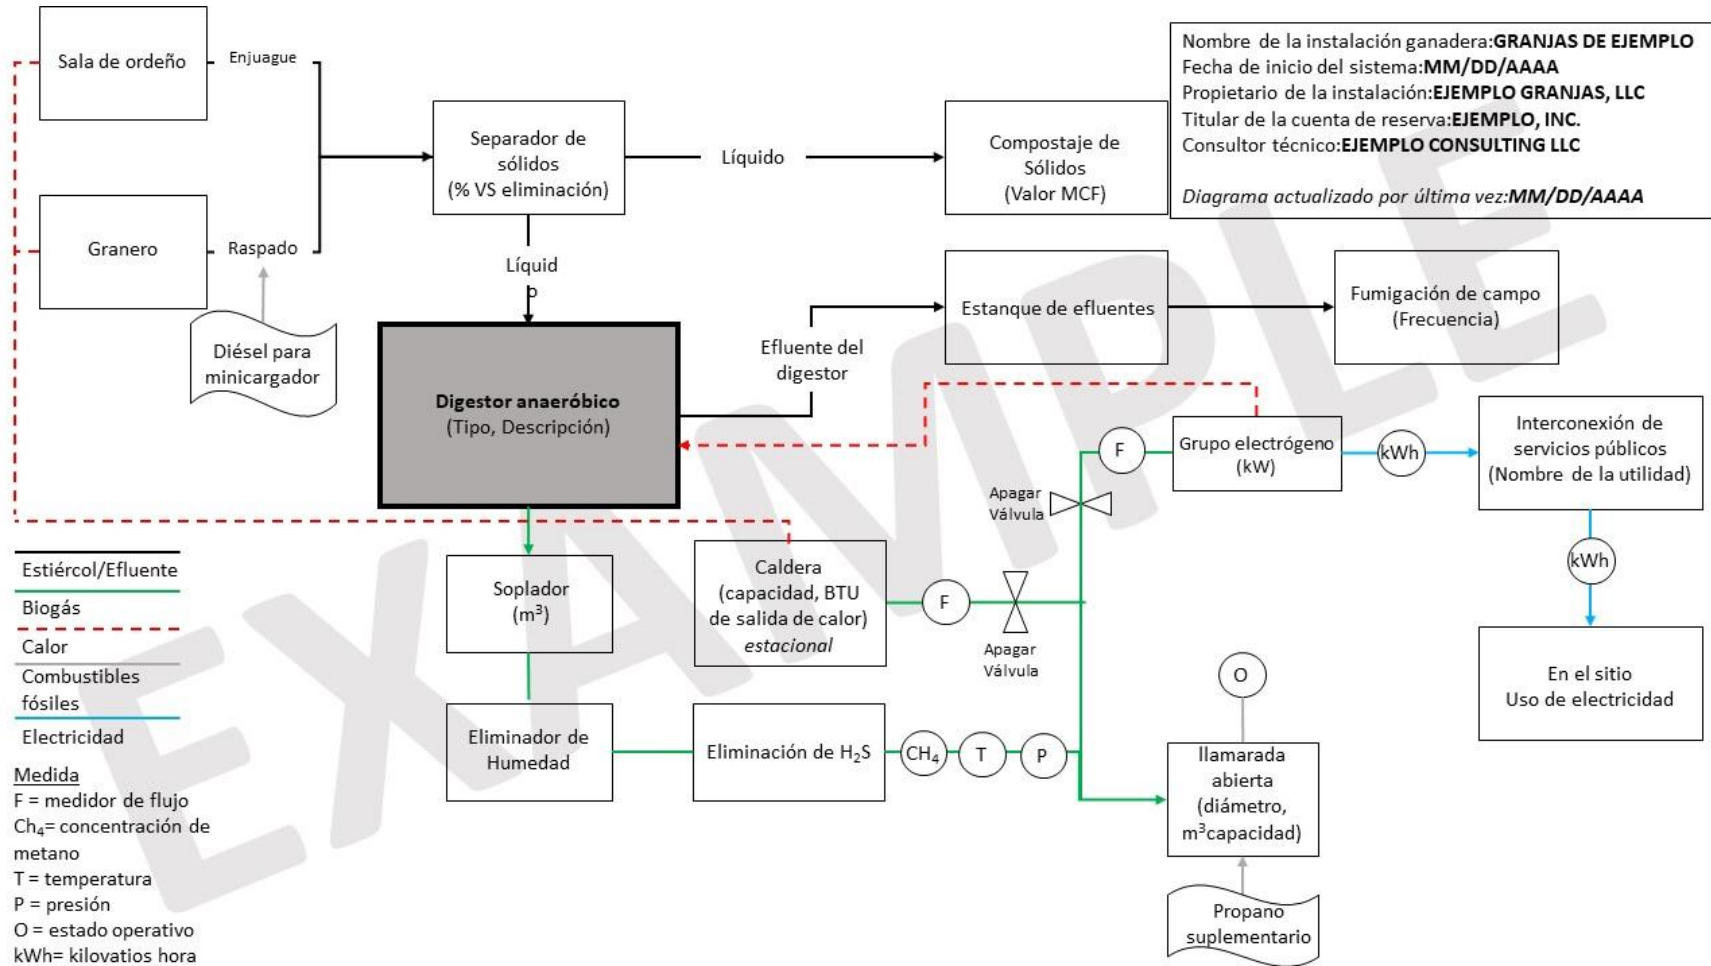 Sala de ordeño
Enjuague
Granero
Raspado
Diésel para
minicargador
Separador de
sólidos
(% VS eliminación)
Líquido
Compostaje de
Sólidos
(Valor MCF)
Nombre de la instalación ganadera:GRANJAS DE EJEMPLO
Fecha de inicio del sistema:MM/DD/AAAA
Propietario de la instalación:EJEMPLO GRANJAS, LLC
Titular de la cuenta de reserva:EJEMPLO, INC.
Consultor técnico:EJEMPLO CONSULTING LLC
Diagrama actualizado por última vez:MM/DD/AAAA
Líquid
o
Digestor anaeróbico
(Tipo, Descripción)
Efluente del
digestor
Estanque de efluentes
Fumigación de campo
(Frecuencia)
F
Grupo electrógeno
(kW)
kWh
Interconexión de
servicios públicos
(Nombre de la utilidad)
kWh
En el sitio
Uso de electricidad
Apagar
Válvula
Caldera
(capacidad, BTU
de salida de calor)
estacional
F
Apagar
Válvula
Soplador
(m³)
Eliminador de
Humedad
Eliminación de H₂S
CH₄
T
P
O
llamarada
abierta
(diámetro,
m³capacidad)
Propano
suplementario
Estiércol/Efluente
Biogás
Calor
Combustibles
fósiles
Electricidad
Medida
F = medidor de flujo
Ch₄= concentración de
metano
T = temperatura
P = presión
O = estado operativo
kWh= kilovatios hora
EXAMPLE